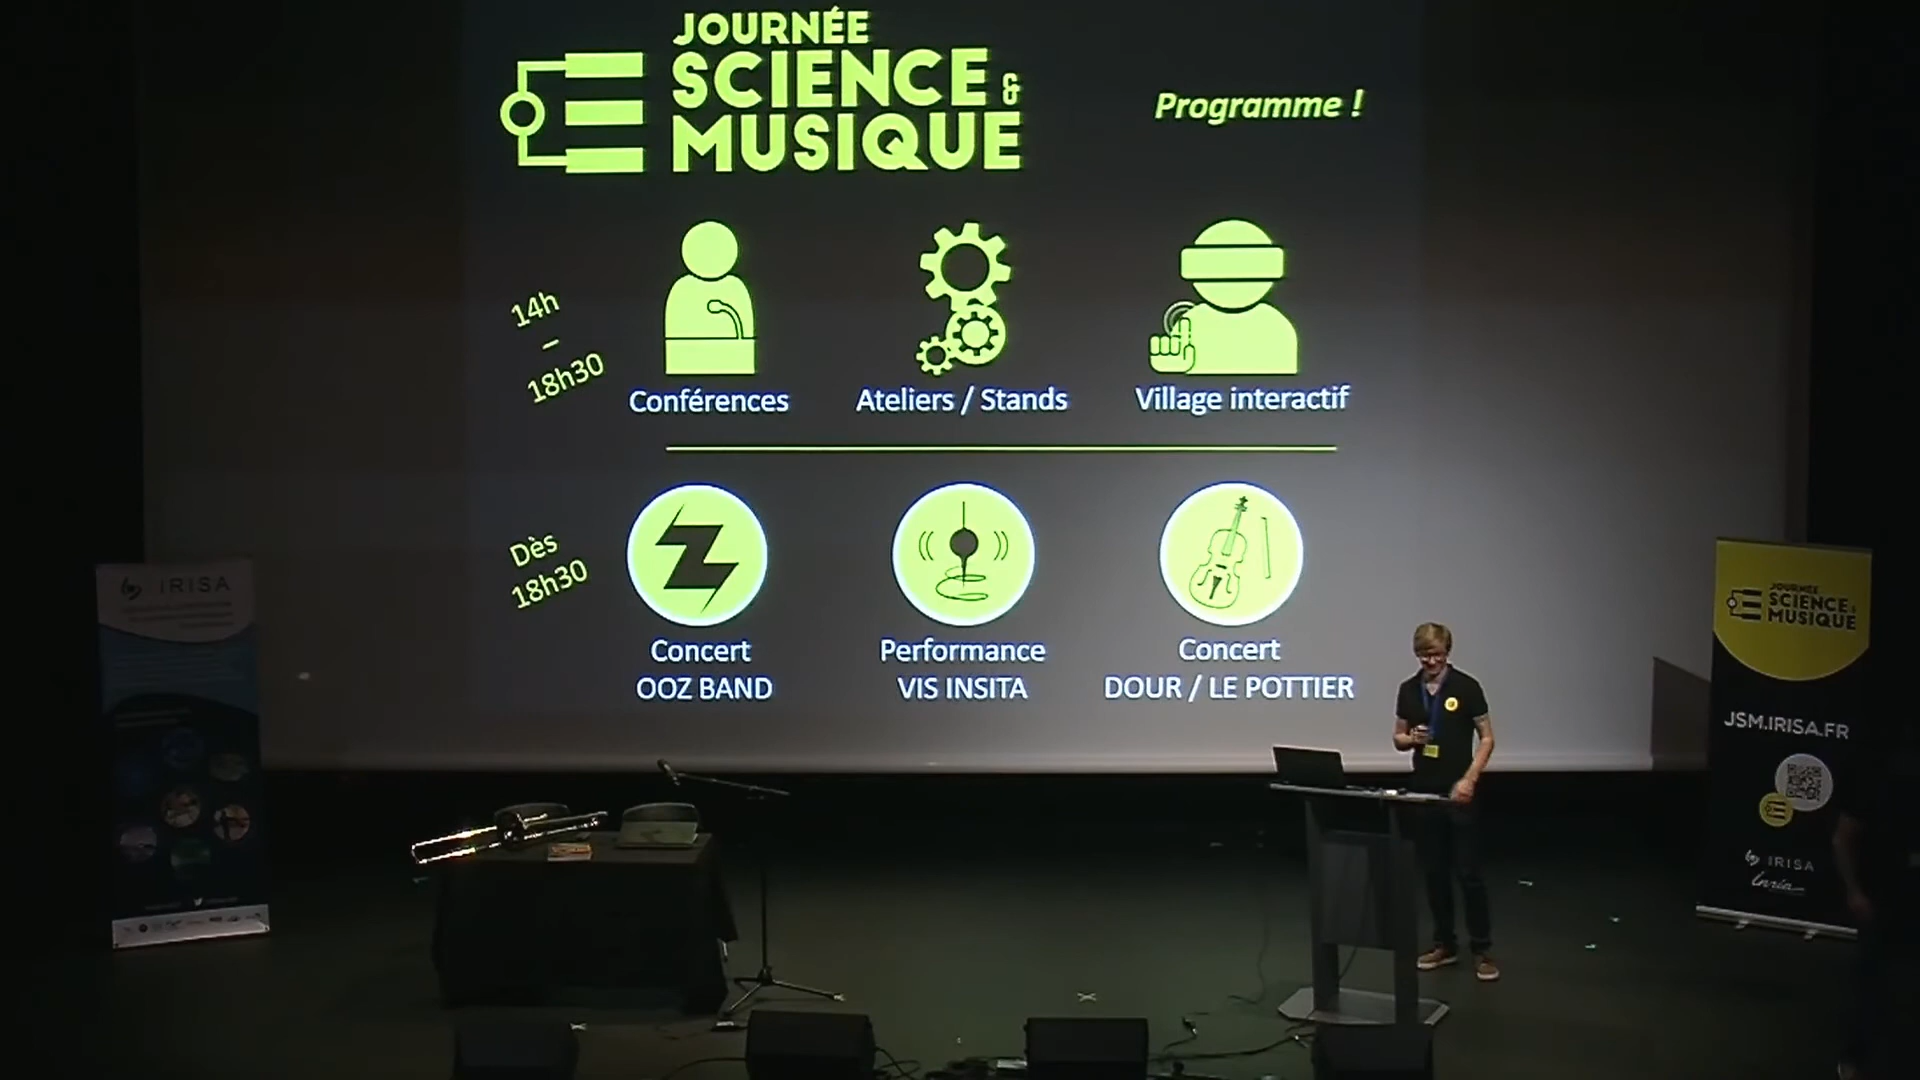 JOURNÉE
SCIENCE &
MUSIQUE
Programme !
14h
–
18h30
Conférences
Ateliers / Stands
Village interactif
Dès
18h30
Concert
OOZ BAND
Performance
VIS INSITA
Concert
DOUR / LE POTTIER
IRISA
JOURNÉE
SCIENCE &
MUSIQUE
JSM.IRISA.FR
IRISA
Inria